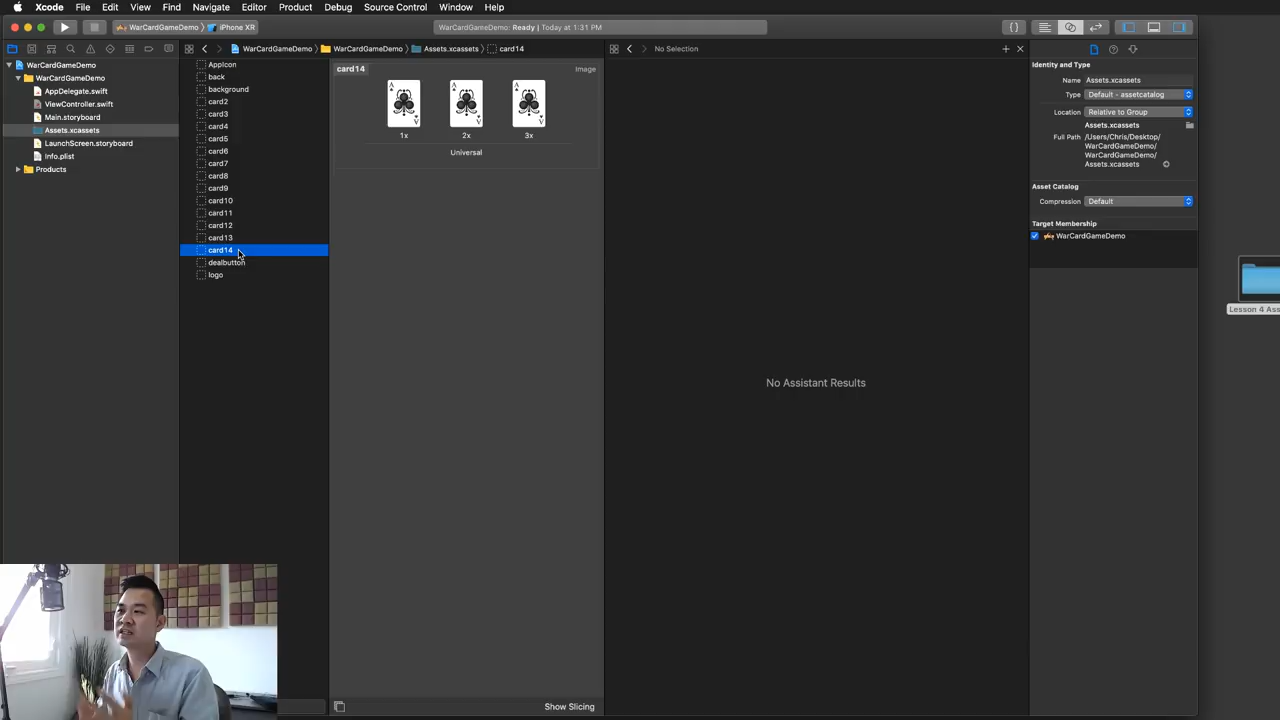 Xcode File Edit View Find Navigate Editor Product Debug Source Control Window Help
WarCardGameDemo iPhone XR
WarCardGameDemo: Ready | Today at 1:31 PM
WarCardGameDemo WarCardGameDemo Assets.xcassets card14
No Selection
WarCardGameDemo
WarCardGameDemo
AppDelegate.swift
ViewController.swift
Main.storyboard
Assets.xcassets
LaunchScreen.storyboard
Info.plist
Products
AppIcon
back
background
card2
card3
card4
card5
card6
card7
card8
card9
card10
card11
card12
card13
card14
dealbutton
logo
card14
Image
A A A
A A A
1x 2x 3x
Universal
Show Slicing
No Assistant Results
Identity and Type
Name Assets.xcassets
Type Default - assetcatalog
Location Relative to Group
Assets.xcassets
Full Path /Users/Chris/Desktop/
WarCardGameDemo/
WarCardGameDemo/
Assets.xcassets
Asset Catalog
Compression Default
Target Membership
WarCardGameDemo
Lesson 4 Ass